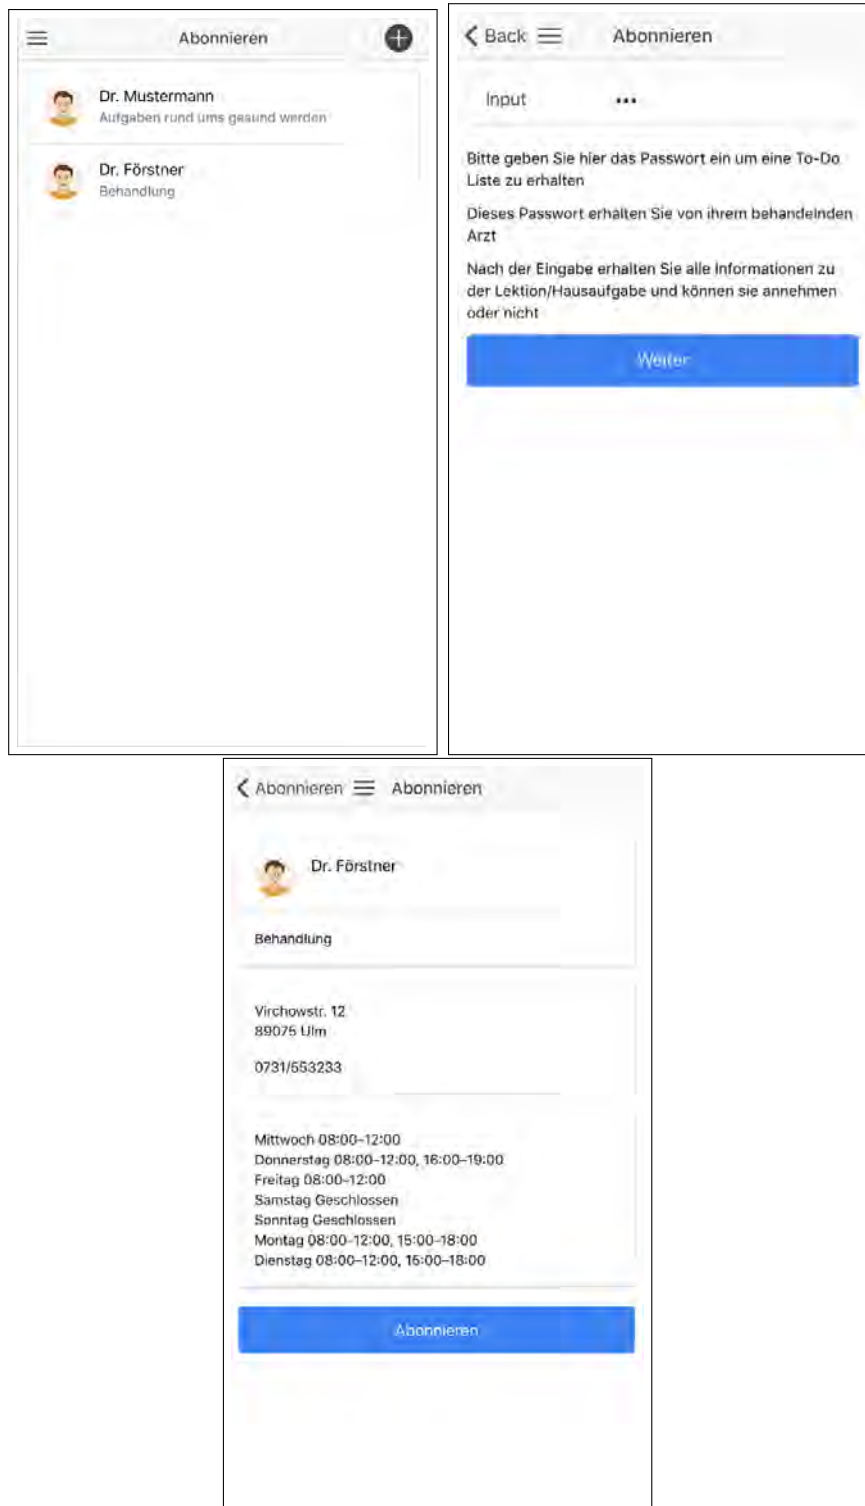 Abonnieren
Dr. Mustermann
Aufgaben rund ums gesund werden
Dr. Förstner
Behandlung
Back Abonnieren
Input •••
Bitte geben Sie hier das Passwort ein um eine To-Do
Liste zu erhalten
Dieses Passwort erhalten Sie von ihrem behandelnden
Arzt
Nach der Eingabe erhalten Sie alle Informationen zu
der Lektion/Hausaufgabe und können sie annehmen
oder nicht
Weiter
Abonnieren Abonnieren
Dr. Förstner
Behandlung
Virchowstr. 12
89075 Ulm
0731/553233
Mittwoch 08:00–12:00
Donnerstag 08:00–12:00, 16:00–19:00
Freitag 08:00–12:00
Samstag Geschlossen
Sonntag Geschlossen
Montag 08:00–12:00, 15:00–18:00
Dienstag 08:00–12:00, 15:00–18:00
Abonnieren